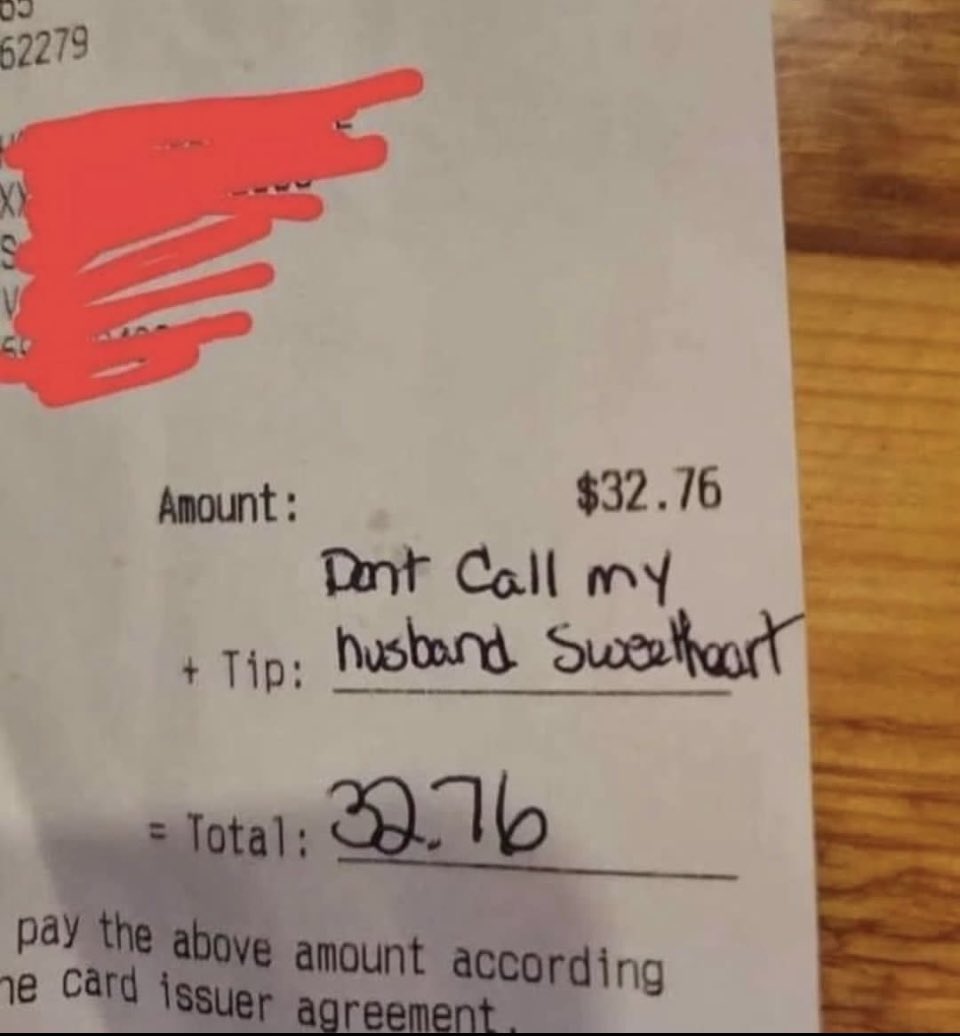 62279
Amount: $32.76
Dont Call my
+ Tip: husband Sweetheart
= Total: 32.76
pay the above amount according
card issuer agreement.